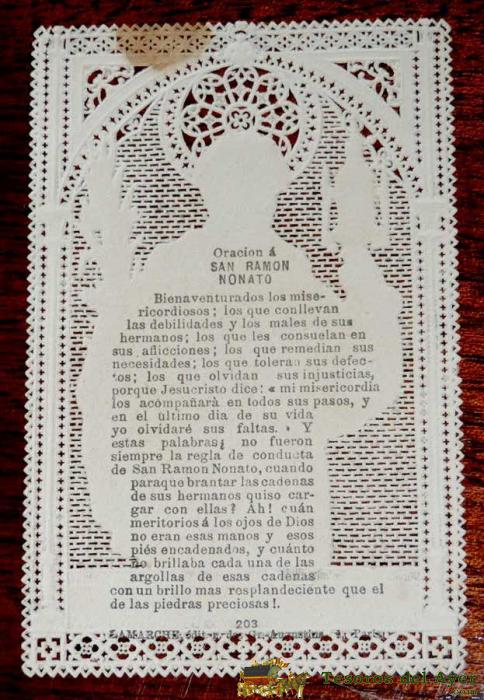 Oracion á
SAN RAMON
NONATO
Bienaventurados los mise-
ricordiosos; los que conllevan
las debilidades y los males de sus
hermanos; los que les consuelan en
sus aflicciones; los que remedian sus
necesidades; los que toleran sus defec-
tos; los que olvidan sus injusticias,
porque Jesucristo dice: « mi misericordia
los acompañará en todos sus pasos, y
en el último dia de su vida
yo olvidaré sus faltas. » Y
estas palabras¿ no fueron
siempre la regla de conducta
de San Ramon Nonato, cuando
paraque brantar las cadenas
de sus hermanos quiso car-
gar con ellas? Ah! cuán
meritorios á los ojos de Dios
no eran esas manos y esos
piés encadenados, y cuánto
no brillaba cada una de las
argollas de esas cadenas
con un brillo mas resplandeciente que el
de las piedras preciosas!.
203
LAMARCHE, París
Tesoros del Ayer